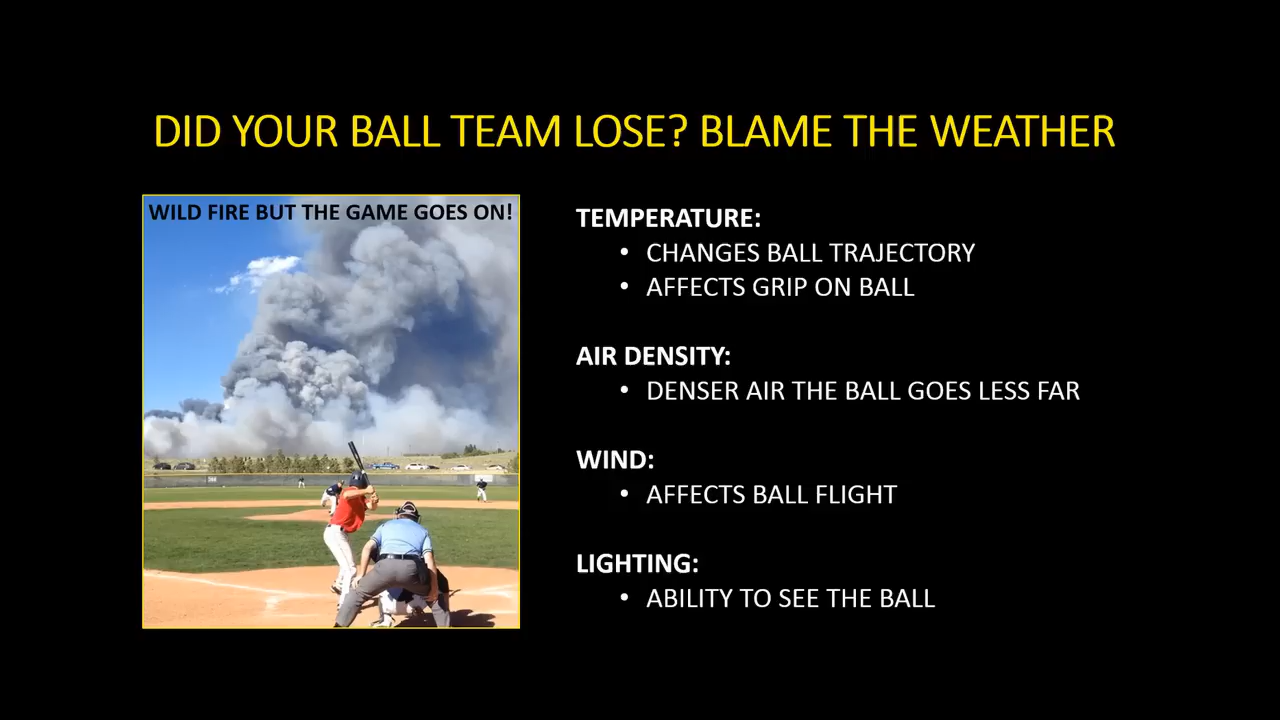 DID YOUR BALL TEAM LOSE? BLAME THE WEATHER
WILD FIRE BUT THE GAME GOES ON!
TEMPERATURE:
• CHANGES BALL TRAJECTORY
• AFFECTS GRIP ON BALL
AIR DENSITY:
• DENSER AIR THE BALL GOES LESS FAR
WIND:
• AFFECTS BALL FLIGHT
LIGHTING:
• ABILITY TO SEE THE BALL